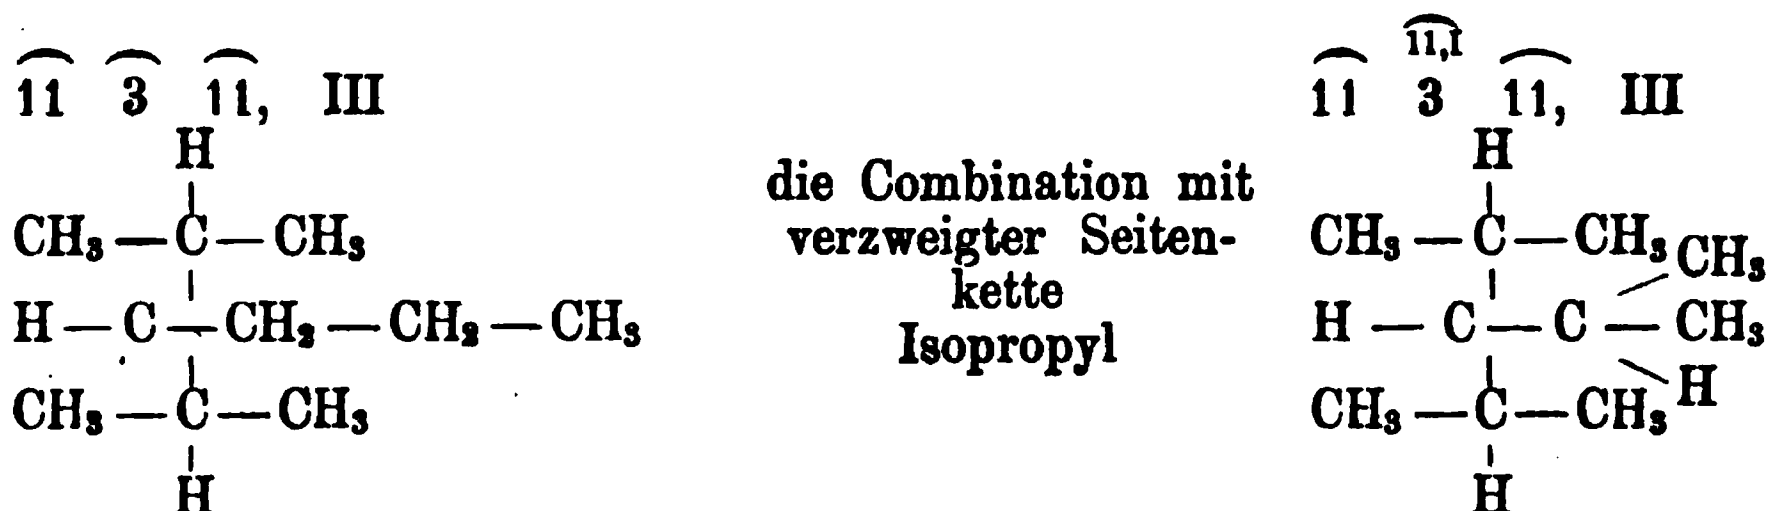 11 3 11, III
H
CH₃—C—CH₃
H—C—CH₂—CH₂—CH₃
CH₃—C—CH₃
H
die Combination mit
verzweigter Seiten-
kette
Isopropyl
11,I
11 3 11, III
H
CH₃—C—CH₃
CH₃
H—C—C—CH₃
H
CH₃—C—CH₃
H